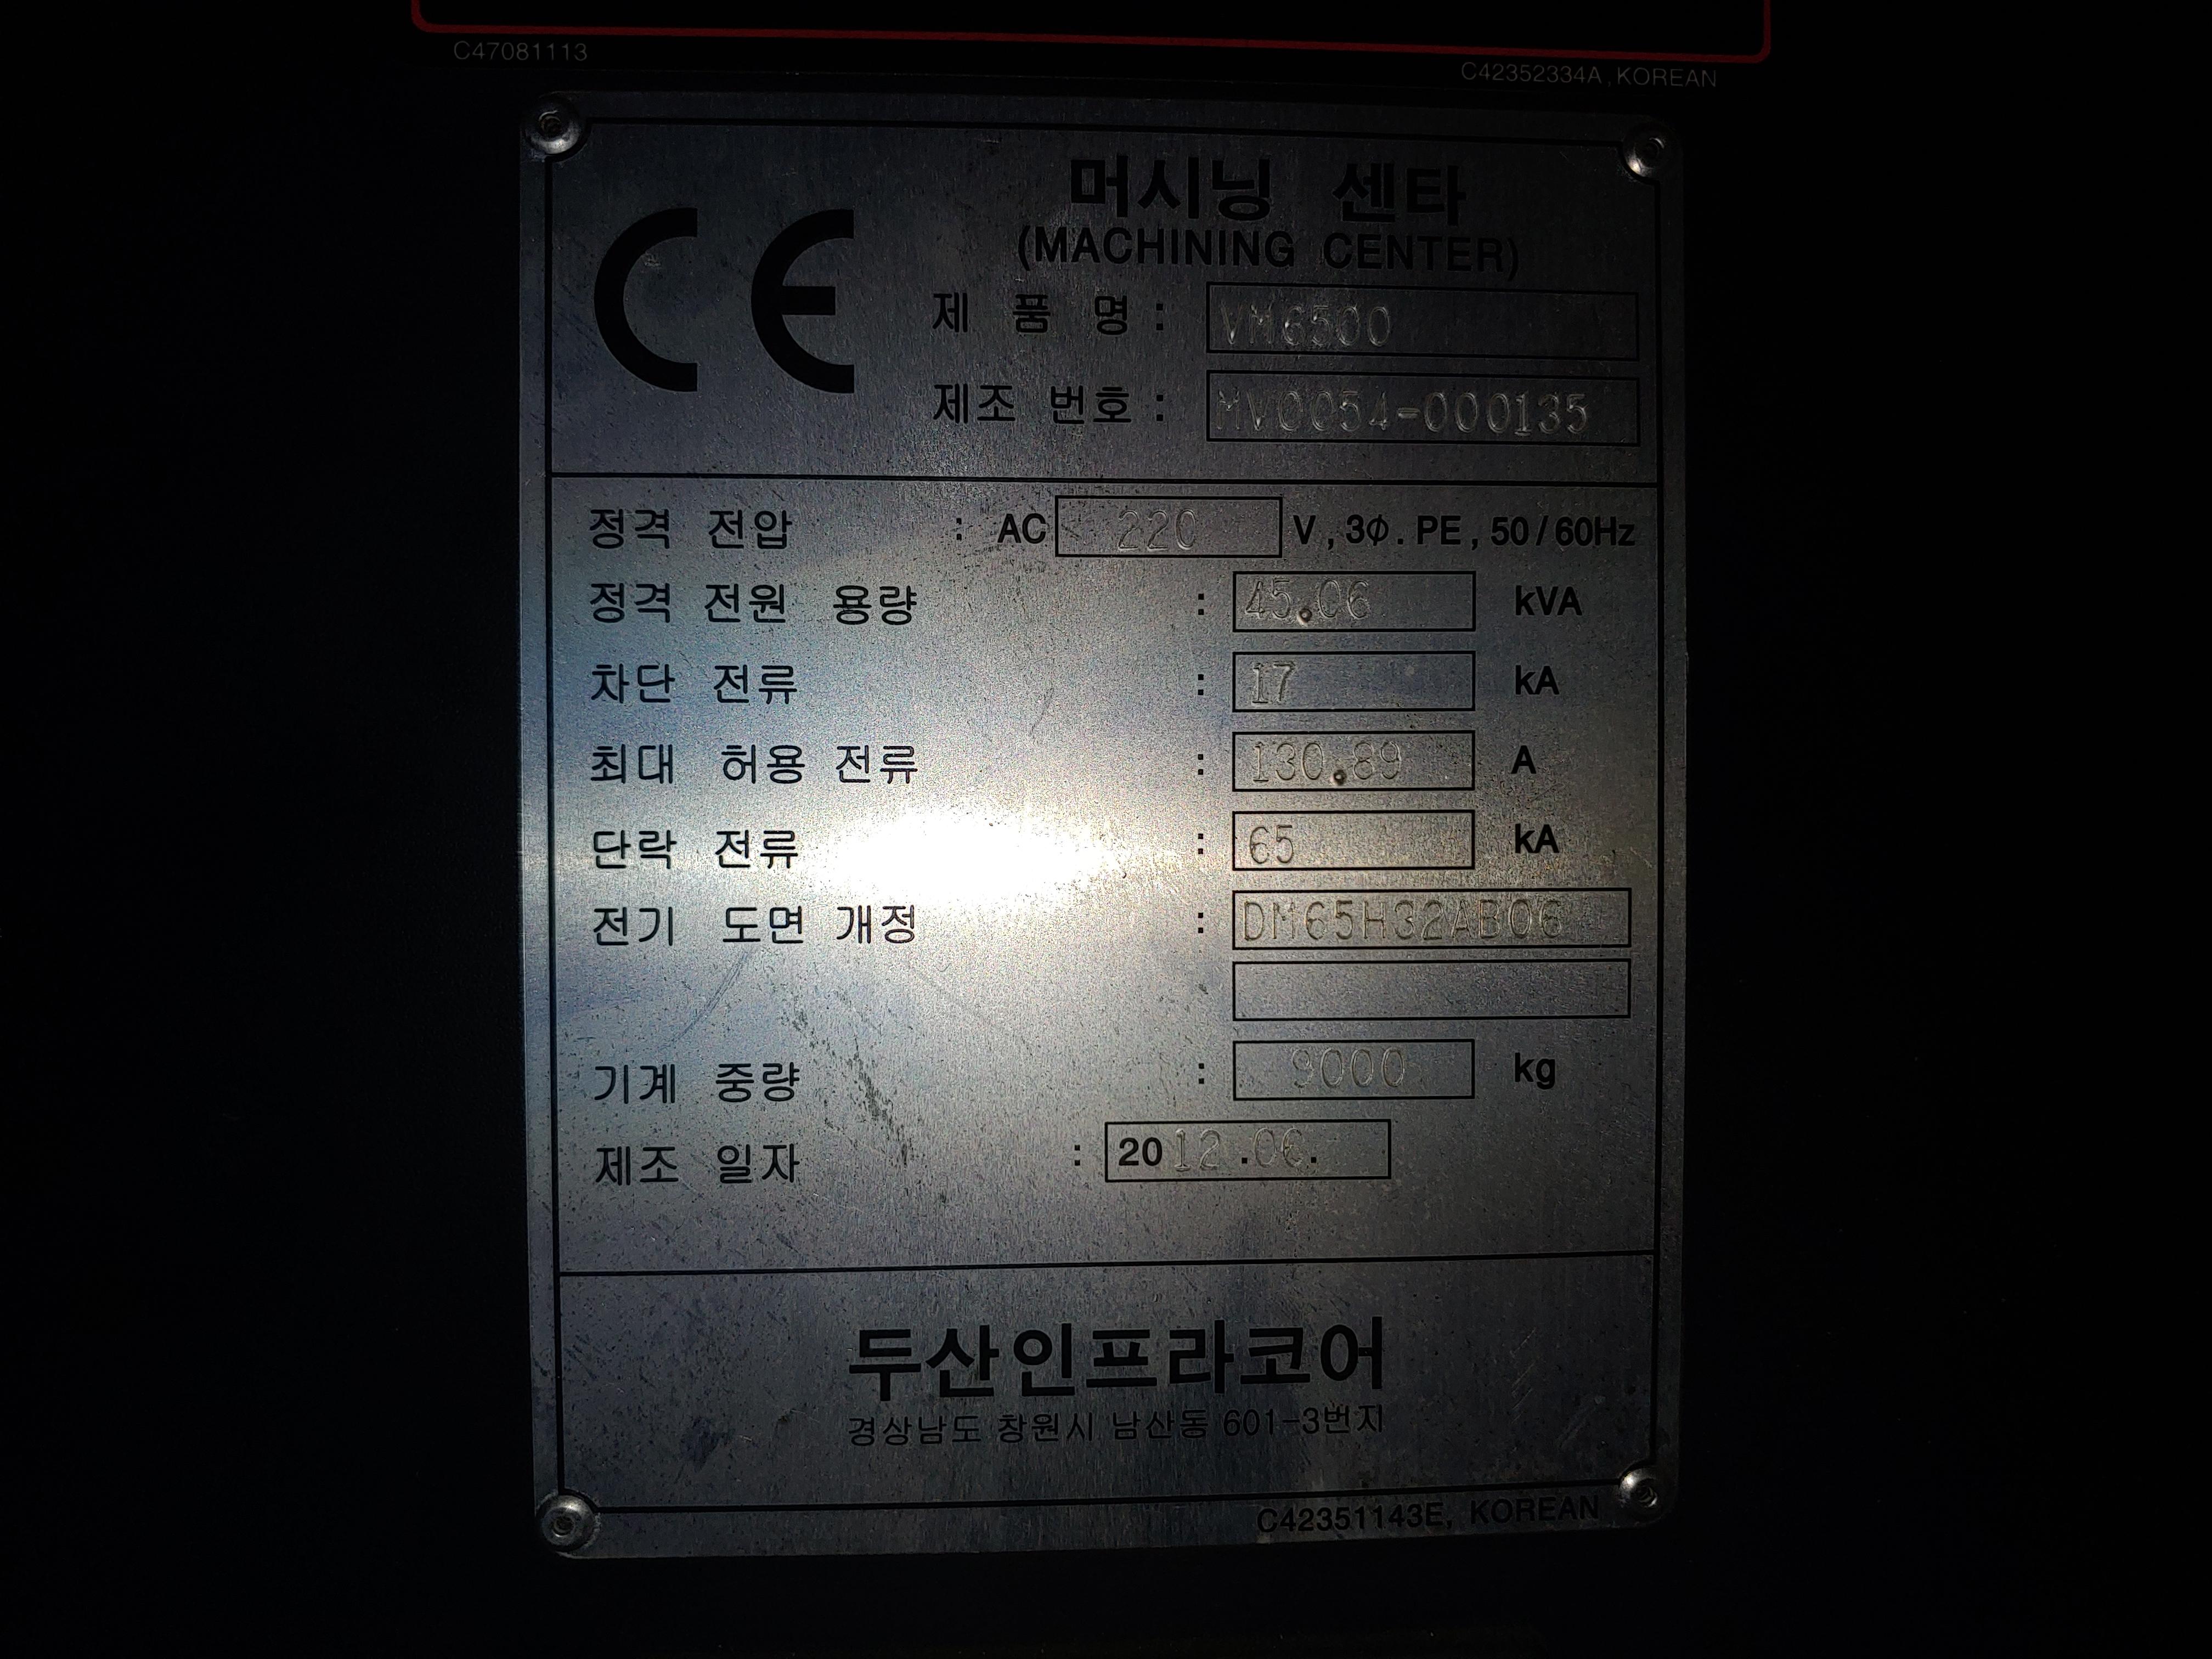 C47081113
C42352334A, KOREAN
CE
머시닝 센타
(MACHINING CENTER)
제 품 명 : VM6500
제조 번호 : MV0054-000135
정격 전압 : AC 220 V, 3Φ. PE, 50/60Hz
정격 전원 용량 : 45.06 kVA
차단 전류 : 17 kA
최대 허용 전류 : 130.89 A
단락 전류 : 65 kA
전기 도면 개정 : DM65H32AB06
기계 중량 : 9000 kg
제조 일자 : 2012.06.
두산인프라코어
경상남도 창원시 남산동 601-3번지
C42351143E, KOREAN